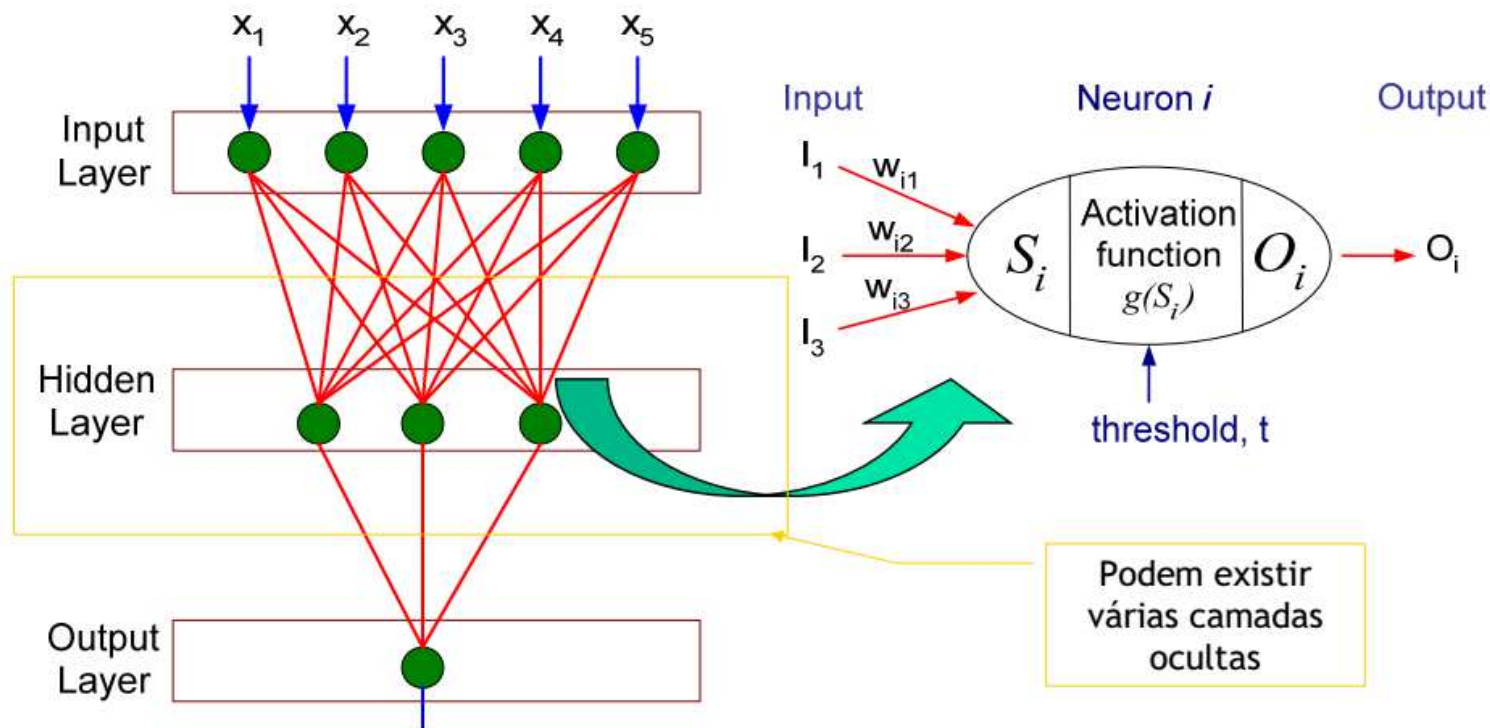 x₁ x₂ x₃ x₄ x₅
Input
Layer
Hidden
Layer
Output
Layer
Input Neuron i Output
I₁
I₂
I₃
wᵢ₁
wᵢ₂
wᵢ₃
Sᵢ
Activation
function
g(Sᵢ)
Oᵢ
Oᵢ
threshold, t
Podem existir
várias camadas
ocultas